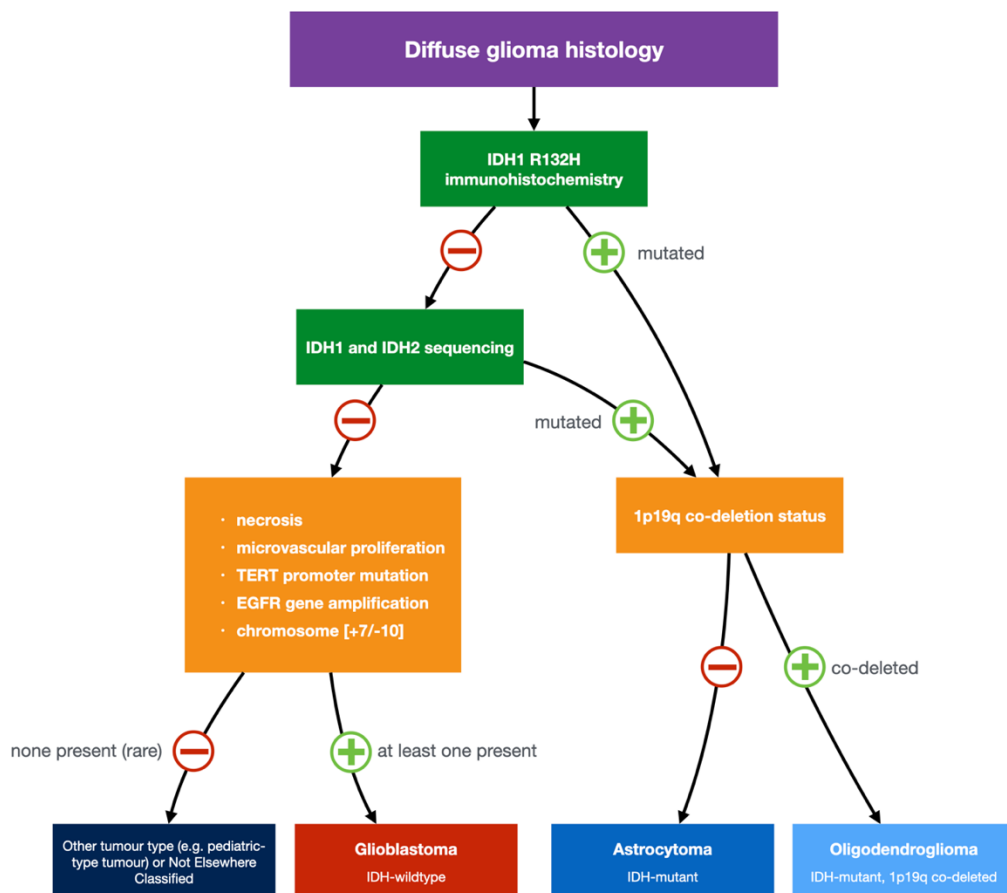 Diffuse glioma histology
IDH1 R132H
immunohistochemistry
mutated
IDH1 and IDH2 sequencing
mutated
· necrosis
· microvascular proliferation
· TERT promoter mutation
· EGFR gene amplification
· chromosome [+7/-10]
1p19q co-deletion status
co-deleted
none present (rare)
at least one present
Other tumour type (e.g. pediatric-
type tumour) or Not Elsewhere
Classified
Glioblastoma
IDH-wildtype
Astrocytoma
IDH-mutant
Oligodendroglioma
IDH-mutant, 1p19q co-deleted